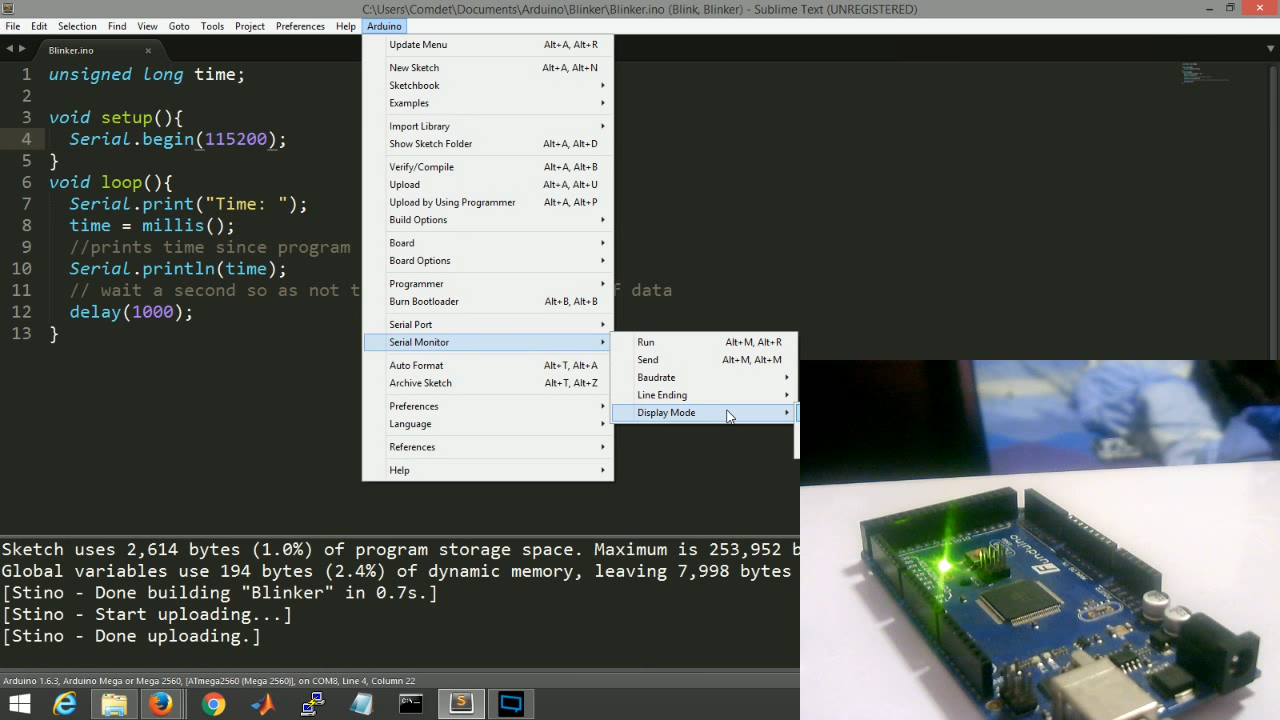 C:\Users\Comdet\Documents\Arduino\Blinker\Blinker.ino (Blink, Blinker) - Sublime Text (UNREGISTERED)
File Edit Selection Find View Goto Tools Project Preferences Help Arduino
Blinker.ino
1 unsigned long time;
2
3 void setup(){
4 Serial.begin(115200);
5 }
6 void loop(){
7 Serial.print("Time: ");
8 time = millis();
9 //prints time since program
10 Serial.println(time);
11 // wait a second so as not t f data
12 delay(1000);
13 }
Update Menu Alt+A, Alt+R
New Sketch Alt+A, Alt+N
Sketchbook
Examples
Import Library
Show Sketch Folder Alt+A, Alt+D
Verify/Compile Alt+A, Alt+B
Upload Alt+A, Alt+U
Upload by Using Programmer Alt+A, Alt+P
Build Options
Board
Board Options
Programmer
Burn Bootloader Alt+B, Alt+B
Serial Port
Serial Monitor
Auto Format Alt+T, Alt+A
Archive Sketch Alt+T, Alt+Z
Preferences
Language
References
Help
Run Alt+M, Alt+R
Send Alt+M, Alt+M
Baudrate
Line Ending
Display Mode
Sketch uses 2,614 bytes (1.0%) of program storage space. Maximum is 253,952 b
Global variables use 194 bytes (2.4%) of dynamic memory, leaving 7,998 bytes
[Stino - Done building "Blinker" in 0.7s.]
[Stino - Start uploading...]
[Stino - Done uploading.]
Arduino 1.6.3, Arduino Mega or Mega 2560, [ATmega2560 (Mega 2560)], on COM8, Line 4, Column 22